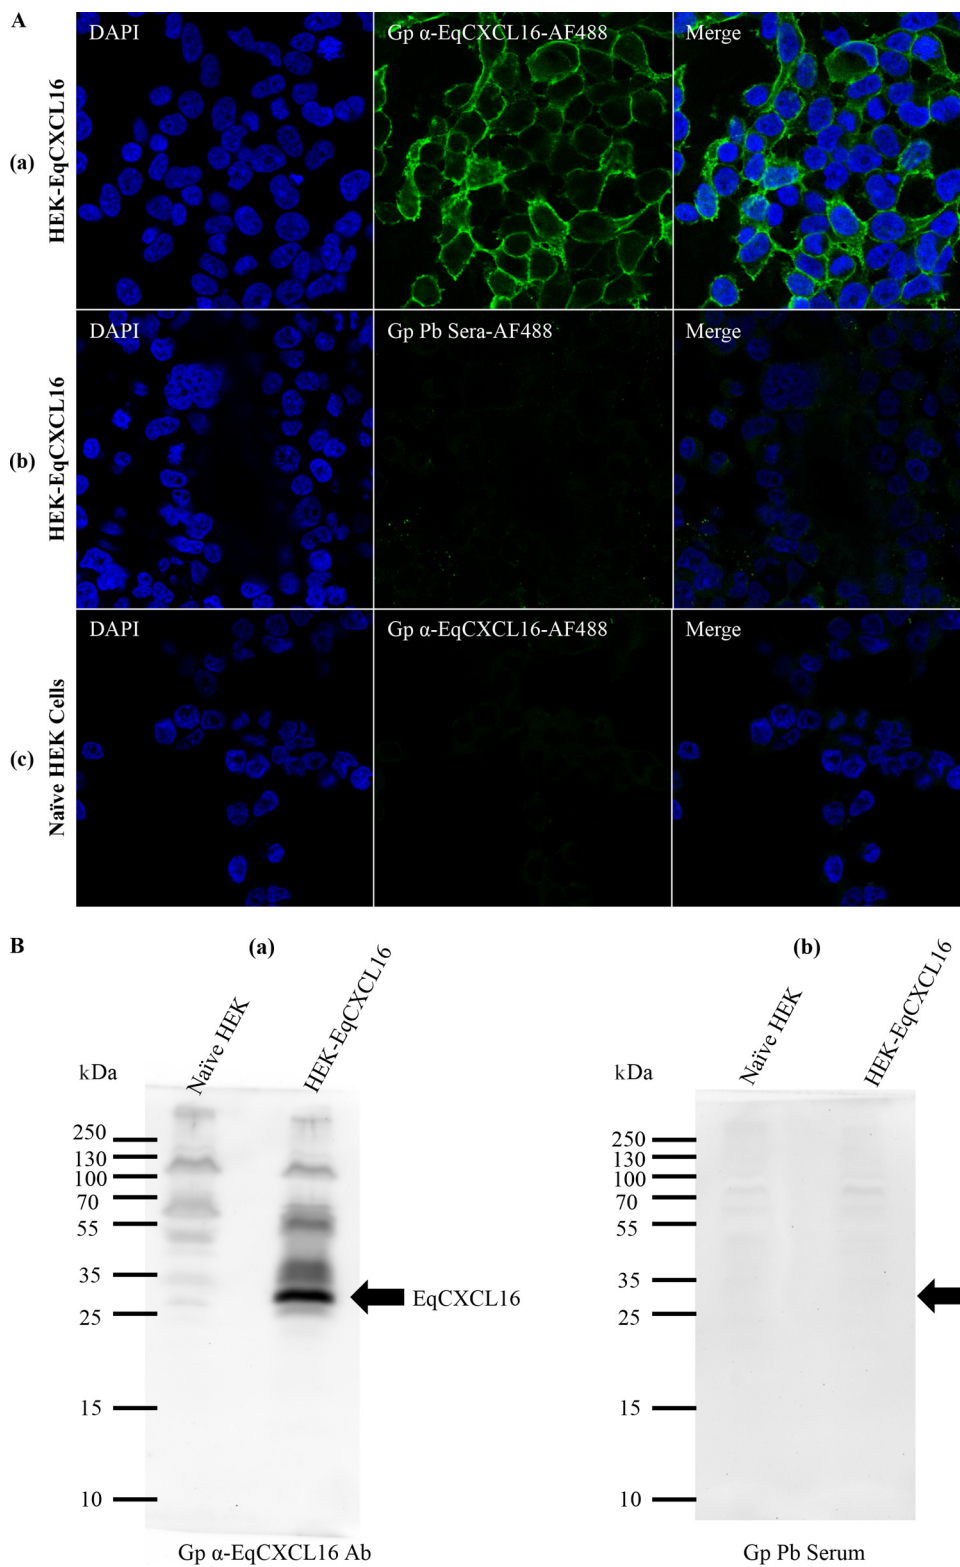 A
DAPI
Gp α-EqCXCL16-AF488
Merge
(a)
HEK-EqCXCL16
DAPI
Gp Pb Sera-AF488
Merge
(b)
HEK-EqCXCL16
DAPI
Gp α-EqCXCL16-AF488
Merge
(c)
Naïve HEK Cells
B
(a)
Naïve HEK
HEK-EqCXCL16
kDa
250
130
100
70
55
35
25
15
10
EqCXCL16
Gp α-EqCXCL16 Ab
(b)
Naïve HEK
HEK-EqCXCL16
kDa
250
130
100
70
55
35
25
15
10
Gp Pb Serum